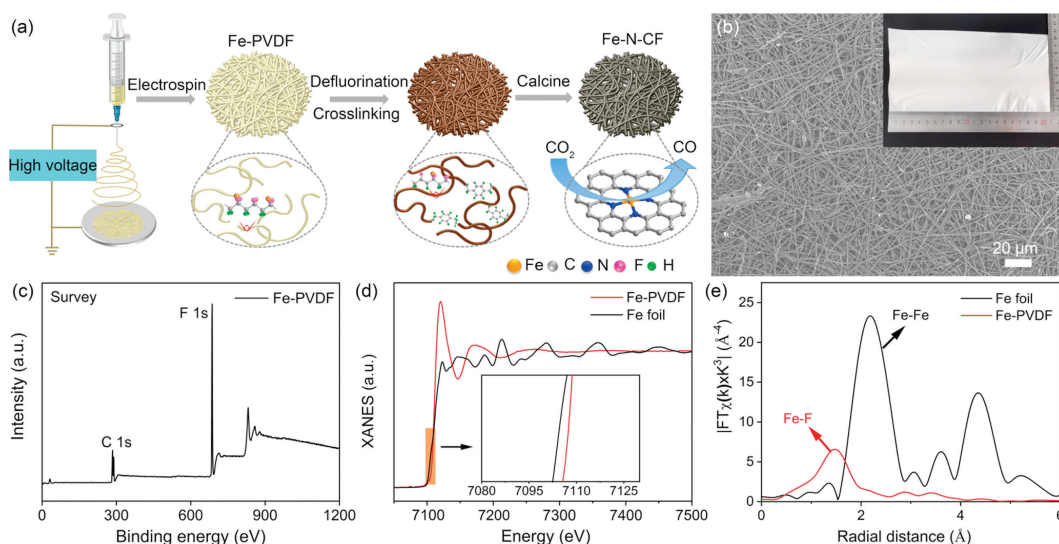 (a)
Fe-PVDF
Fe-N-CF
Electrospin
Defluorination
Crosslinking
Calcine
High voltage
CO₂
CO
Fe C N F H
(b)
20 μm
(c)
Survey
Fe-PVDF
F 1s
C 1s
Intensity (a.u.)
0 300 600 900 1200
Binding energy (eV)
(d)
Fe-PVDF
Fe foil
XANES (a.u.)
7080 7095 7110 7125
7100 7200 7300 7400 7500
Energy (eV)
(e)
Fe foil
Fe-PVDF
Fe-Fe
Fe-F
|FTχ(k)xK³| (Å⁻⁴)
25
20
15
10
5
0
0 2 4 6
Radial distance (Å)